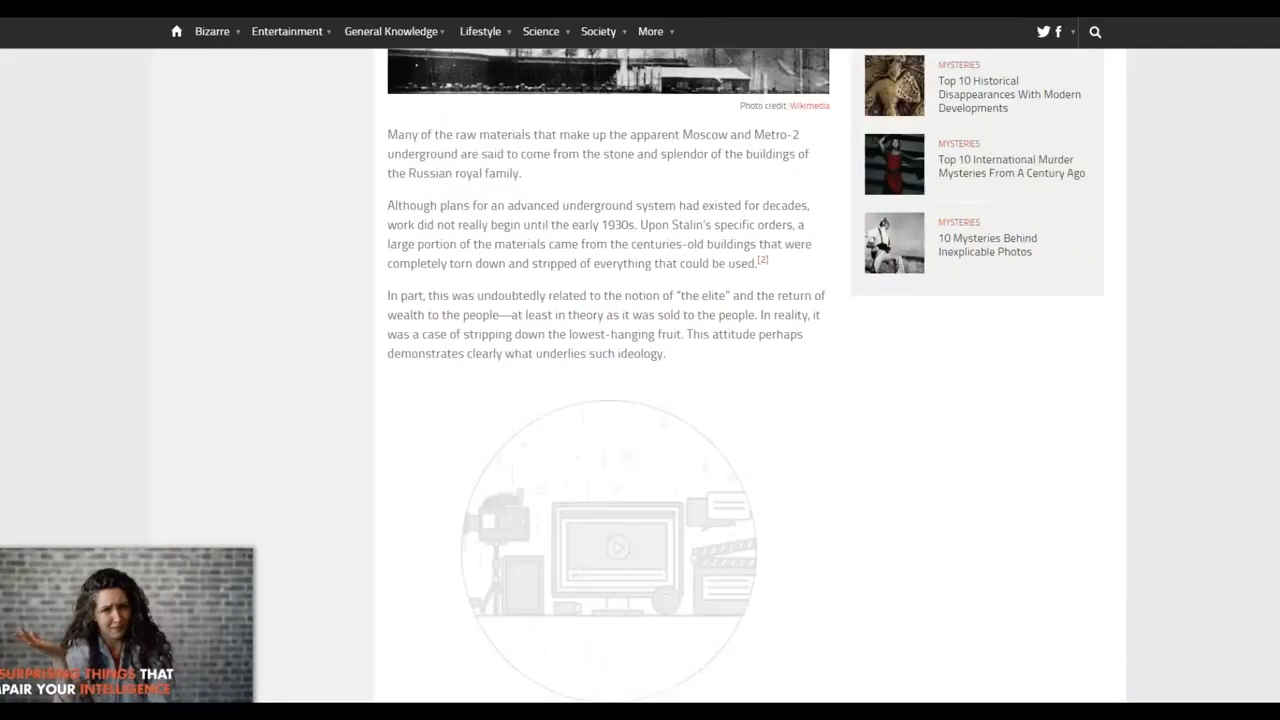 Bizarre Entertainment General Knowledge Lifestyle Science Society More
Photo credit: Wikimedia
Many of the raw materials that make up the apparent Moscow and Metro-2
underground are said to come from the stone and splendor of the buildings of
the Russian royal family.
Although plans for an advanced underground system had existed for decades,
work did not really begin until the early 1930s. Upon Stalin’s specific orders, a
large portion of the materials came from the centuries-old buildings that were
completely torn down and stripped of everything that could be used.[2]
In part, this was undoubtedly related to the notion of “the elite” and the return of
wealth to the people—at least in theory as it was sold to the people. In reality, it
was a case of stripping down the lowest-hanging fruit. This attitude perhaps
demonstrates clearly what underlies such ideology.
MYSTERIES
Top 10 Historical
Disappearances With Modern
Developments
MYSTERIES
Top 10 International Murder
Mysteries From A Century Ago
MYSTERIES
10 Mysteries Behind
Inexplicable Photos
SURPRISING THINGS THAT
MPAIR YOUR INTELLIGENCE